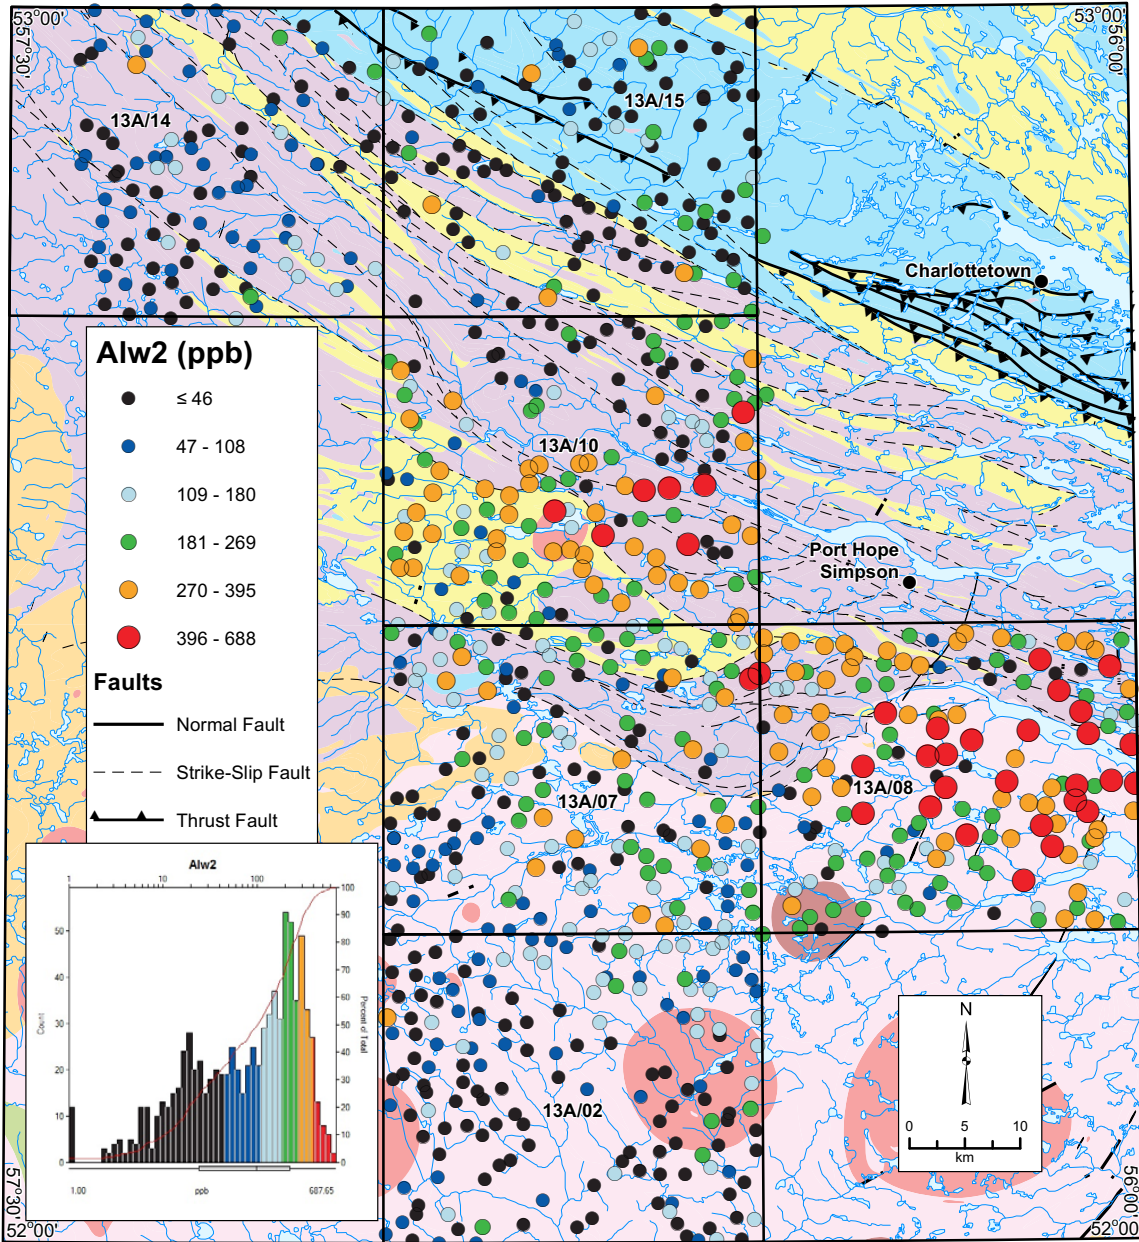 53°00'
57°30'
53°00'
56°00'
13A/14
13A/15
Charlottetown
Alw2 (ppb)
≤ 46
47 - 108
109 - 180
181 - 269
270 - 395
396 - 688
Faults
Normal Fault
Strike-Slip Fault
Thrust Fault
13A/10
Port Hope
Simpson
13A/07
13A/08
Alw2
1 10 100
100
90
80
70
60
50
40
30
20
10
0
50
40
30
20
10
0
Count
Percent of Total
1.00 ppb 687.65
13A/02
N
0 5 10
km
57°30'
52°00'
56°00'
52°00'